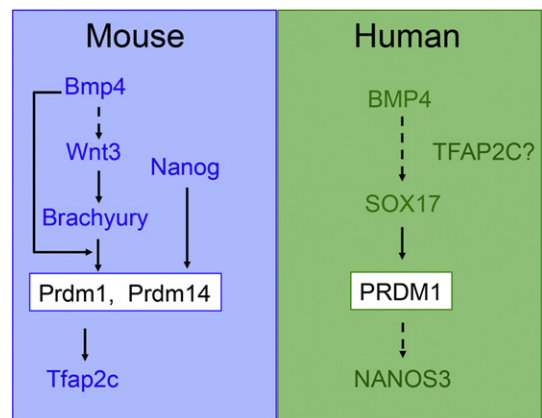 Mouse
Bmp4
Wnt3
Nanog
Brachyury
Prdm1, Prdm14
Tfap2c
Human
BMP4
TFAP2C?
SOX17
PRDM1
NANOS3